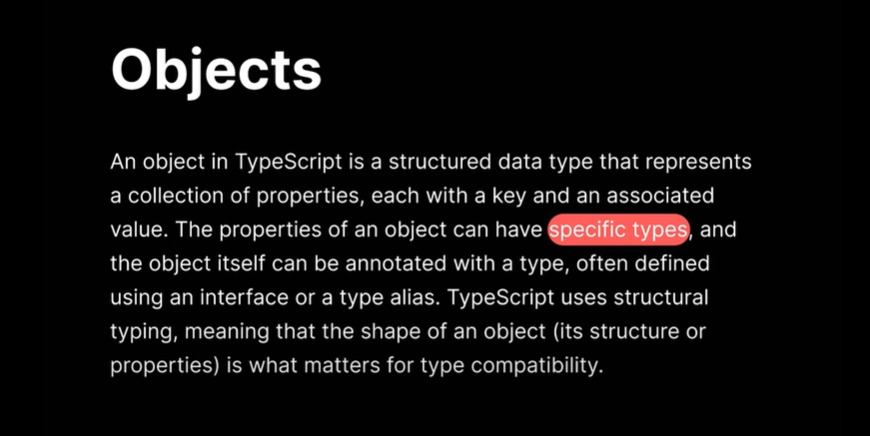 Objects
An object in TypeScript is a structured data type that represents
a collection of properties, each with a key and an associated
value. The properties of an object can have specific types, and
the object itself can be annotated with a type, often defined
using an interface or a type alias. TypeScript uses structural
typing, meaning that the shape of an object (its structure or
properties) is what matters for type compatibility.